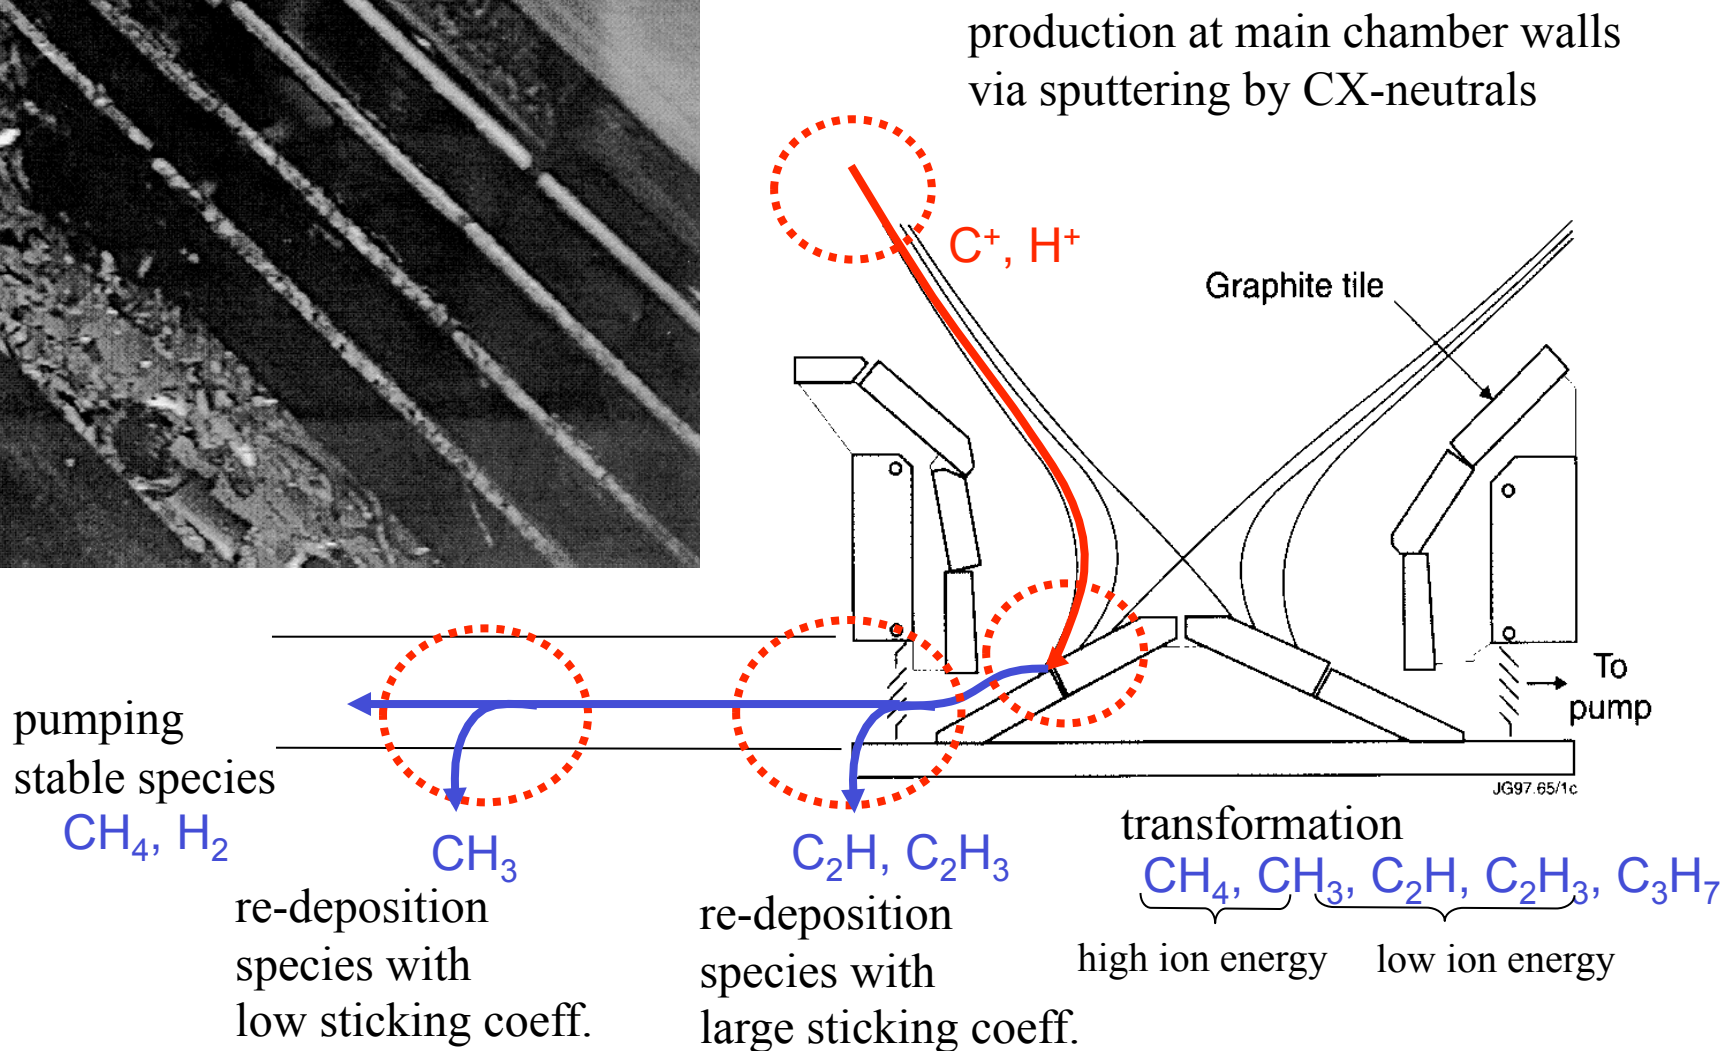 production at main chamber walls
via sputtering by CX-neutrals
C⁺, H⁺
Graphite tile
To
pump
JG97.65/1c
pumping
stable species
CH₄, H₂
CH₃
re-deposition
species with
low sticking coeff.
C₂H, C₂H₃
re-deposition
species with
large sticking coeff.
transformation
CH₄, CH₃, C₂H, C₂H₃, C₃H₇
high ion energy
low ion energy